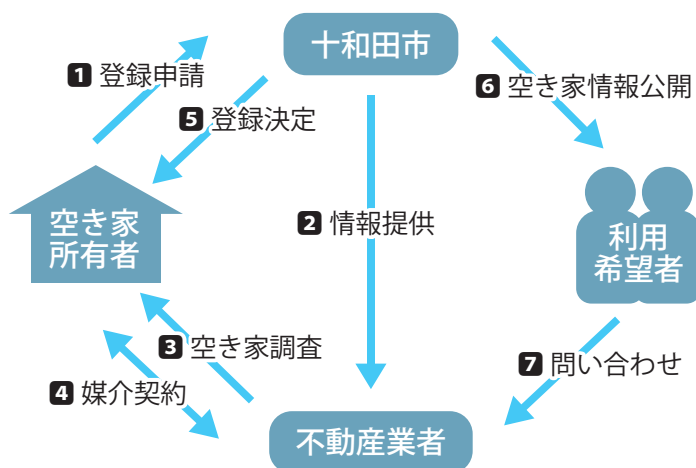 十和田市
1 登録申請
6 空き家情報公開
5 登録決定
空き家
所有者
2 情報提供
利用
希望者
3 空き家調査
7 問い合わせ
4 媒介契約
不動産業者